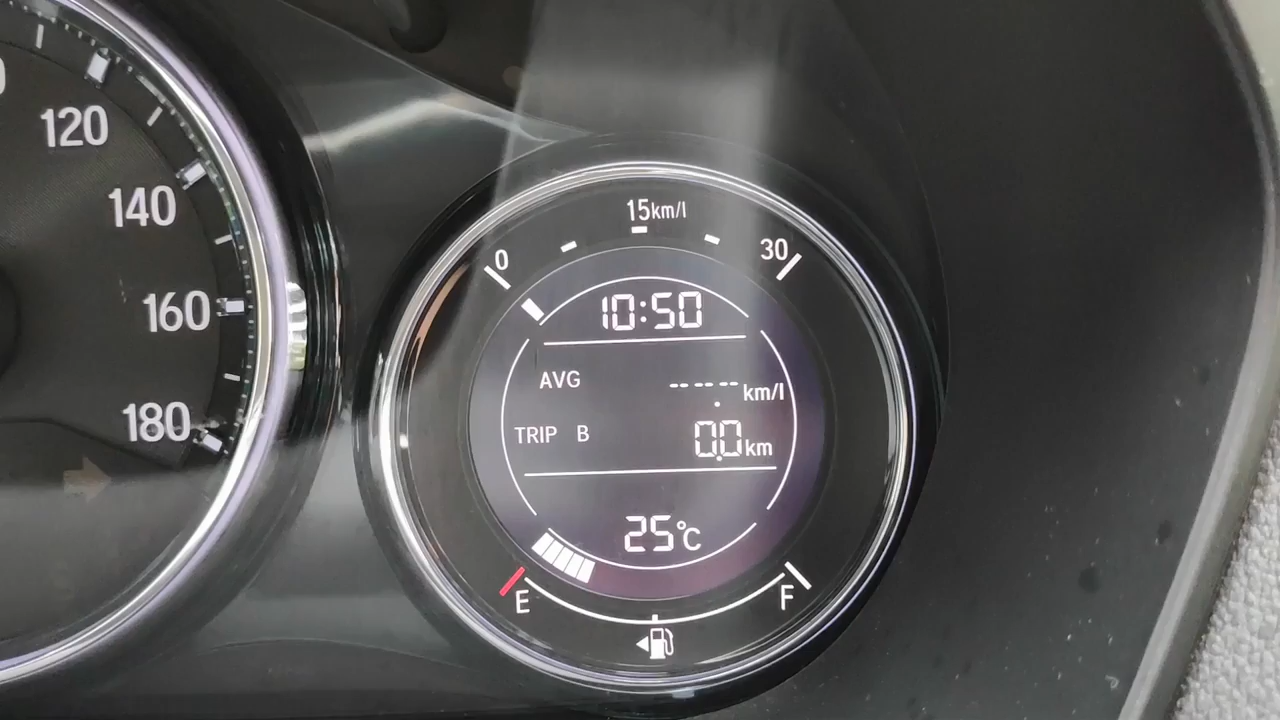 120
140
160
180
15km/l
0
30
10:50
AVG ------ km/l
TRIP B 0.0km
25℃
E
F